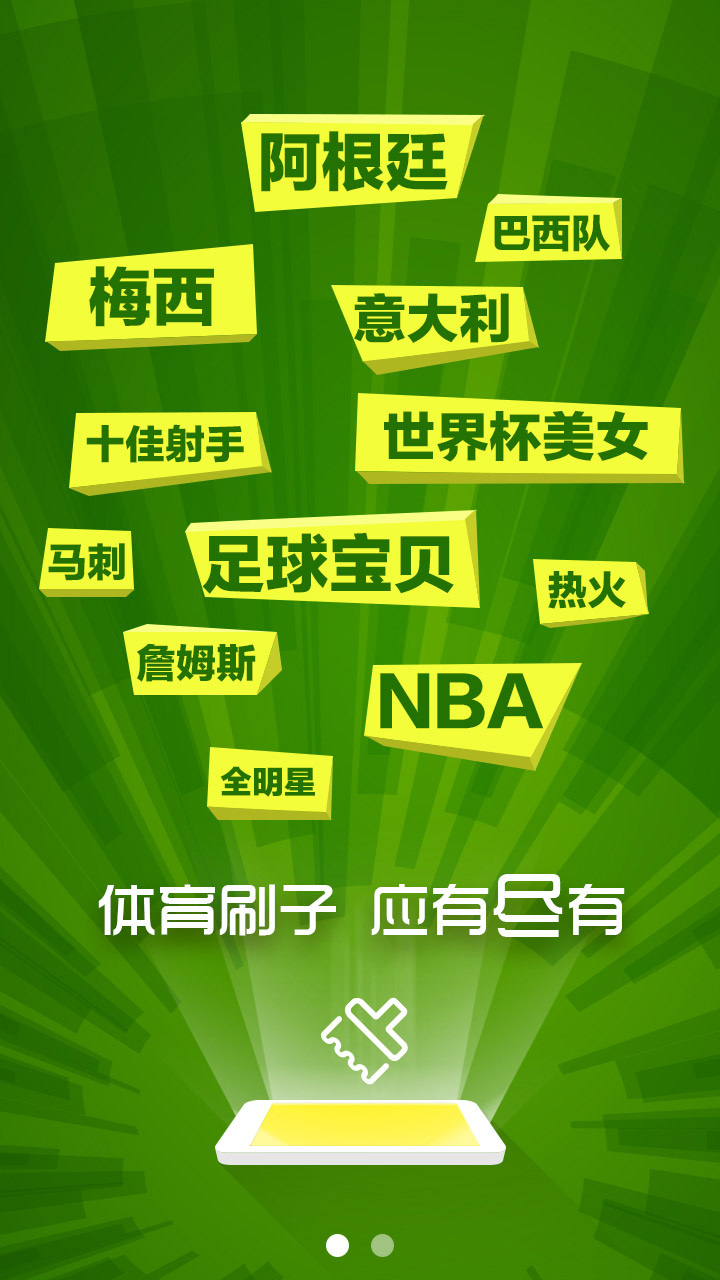 阿根廷
巴西队
梅西
意大利
十佳射手
世界杯美女
马刺
足球宝贝
热火
詹姆斯
NBA
全明星
体育刷子 应有尽有